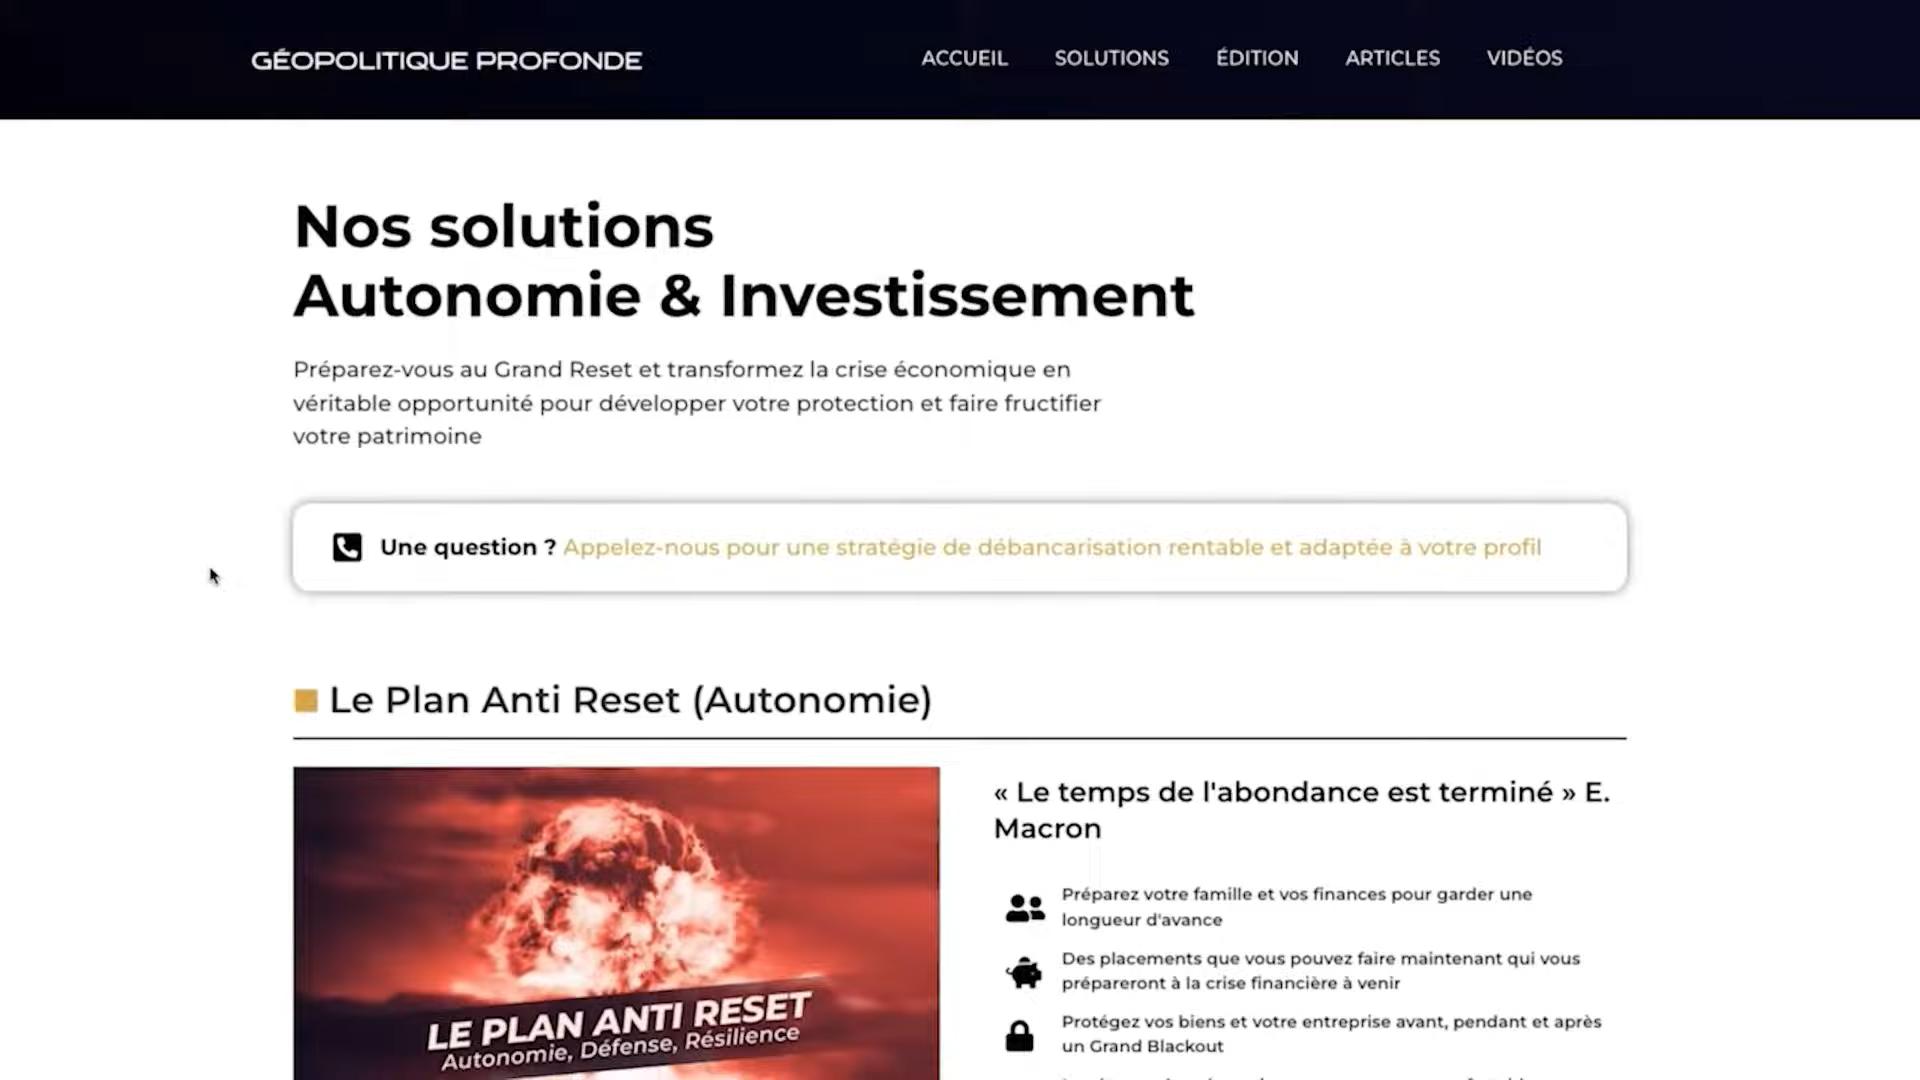 GÉOPOLITIQUE PROFONDE
ACCUEIL
SOLUTIONS
ÉDITION
ARTICLES
VIDÉOS
Nos solutions
Autonomie & Investissement
Préparez-vous au Grand Reset et transformez la crise économique en
véritable opportunité pour développer votre protection et faire fructifier
votre patrimoine
Une question ? Appelez-nous pour une stratégie de débancarisation rentable et adaptée à votre profil
Le Plan Anti Reset (Autonomie)
LE PLAN ANTI RESET
Autonomie, Défense, Résilience
« Le temps de l'abondance est terminé » E.
Macron
Préparez votre famille et vos finances pour garder une
longueur d'avance
Des placements que vous pouvez faire maintenant qui vous
prépareront à la crise financière à venir
Protégez vos biens et votre entreprise avant, pendant et après
un Grand Blackout